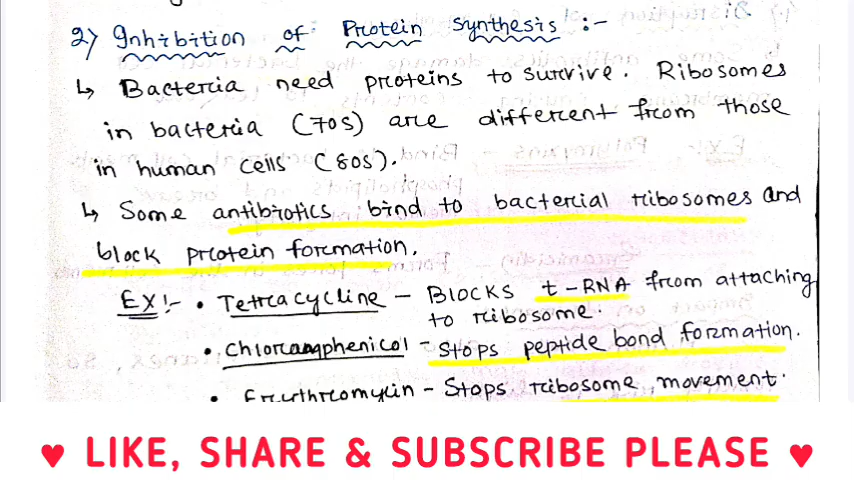 2) Inhibition of Protein Synthesis :-
↳ Bacteria need proteins to survive. Ribosomes
in bacteria (70s) are different from those
in human cells (80s).
↳ Some antibiotics bind to bacterial ribosomes and
block protein formation.
EX:- • Tetracycline – BLOCKS t-RNA from attaching
to ribosome.
• Chloramphenicol – Stops peptide bond formation.
• Erythromycin – Stops ribosome movement.
♥ LIKE, SHARE & SUBSCRIBE PLEASE ♥